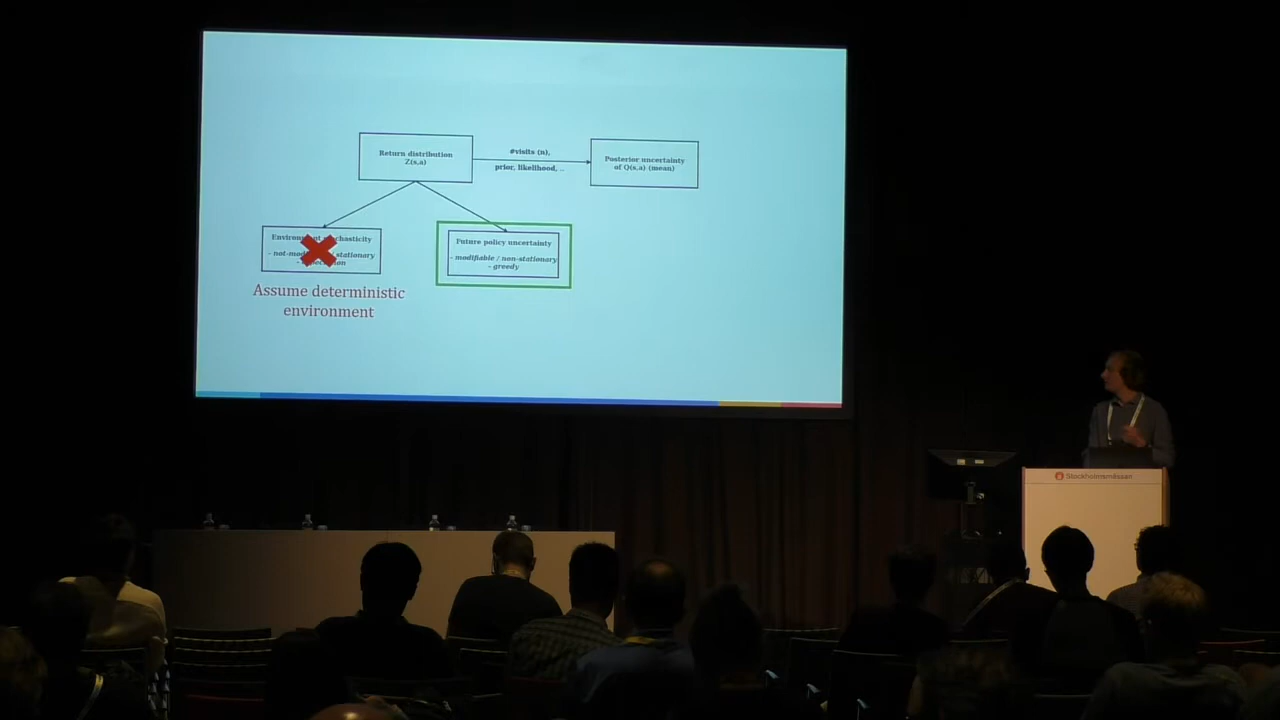 Return distribution
Z(s,a)
#visits (n),
prior, likelihood, ..
Posterior uncertainty
of Q(s,a) (mean)
Future policy uncertainty
- modifiable / non-stationary
- greedy
stationary
Assume deterministic
environment
Stockholmsmässan